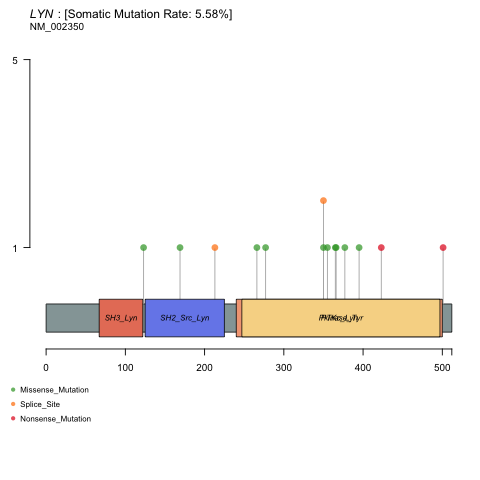 LYN : [Somatic Mutation Rate: 5.58%]
NM_002350
5
1
SH3_Lyn
SH2_Src_Lyn
0
100
200
300
400
500
Missense_Mutation
Splice_Site
Nonsense_Mutation